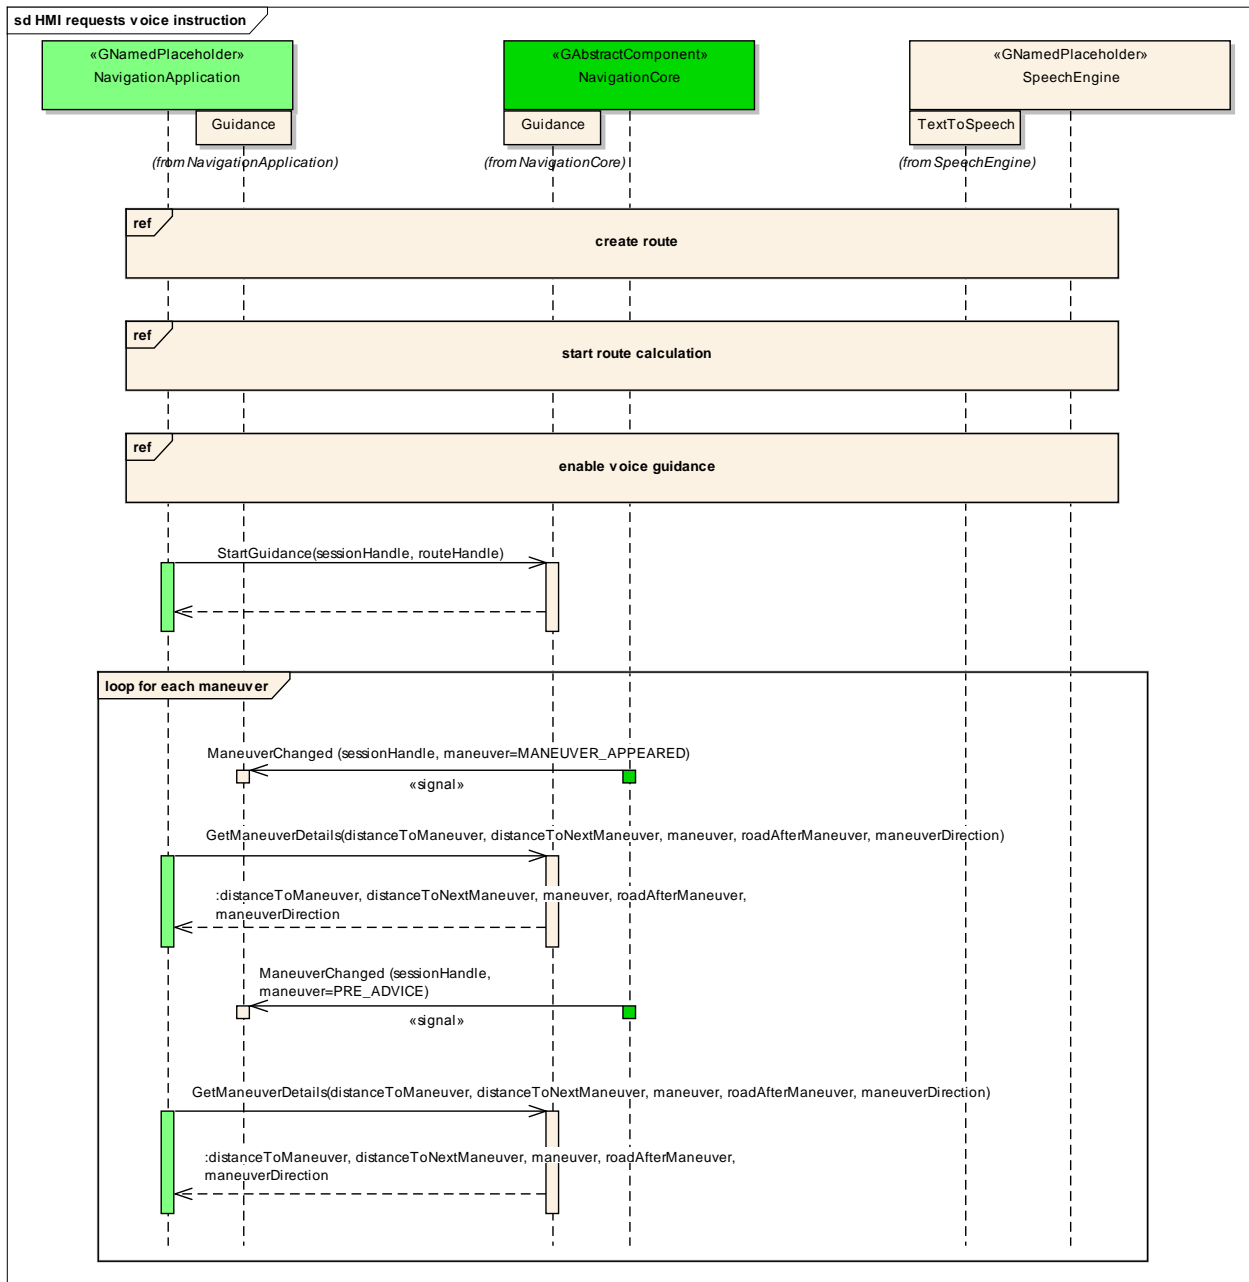 sd HMI requests voice instruction
«GNamedPlaceholder»
NavigationApplication
«GAbstractComponent»
NavigationCore
«GNamedPlaceholder»
SpeechEngine
Guidance
Guidance
TextToSpeech
(from NavigationApplication)
(from NavigationCore)
(from SpeechEngine)
ref
create route
ref
start route calculation
ref
enable voice guidance
StartGuidance(sessionHandle, routeHandle)
loop for each maneuver
ManeuverChanged (sessionHandle, maneuver=MANEUVER_APPEARED)
«signal»
GetManeuverDetails(distanceToManeuver, distanceToNextManeuver, maneuver, roadAfterManeuver, maneuverDirection)
:distanceToManeuver, distanceToNextManeuver, maneuver, roadAfterManeuver,
maneuverDirection
ManeuverChanged (sessionHandle,
maneuver=PRE_ADVICE)
«signal»
GetManeuverDetails(distanceToManeuver, distanceToNextManeuver, maneuver, roadAfterManeuver, maneuverDirection)
:distanceToManeuver, distanceToNextManeuver, maneuver, roadAfterManeuver,
maneuverDirection